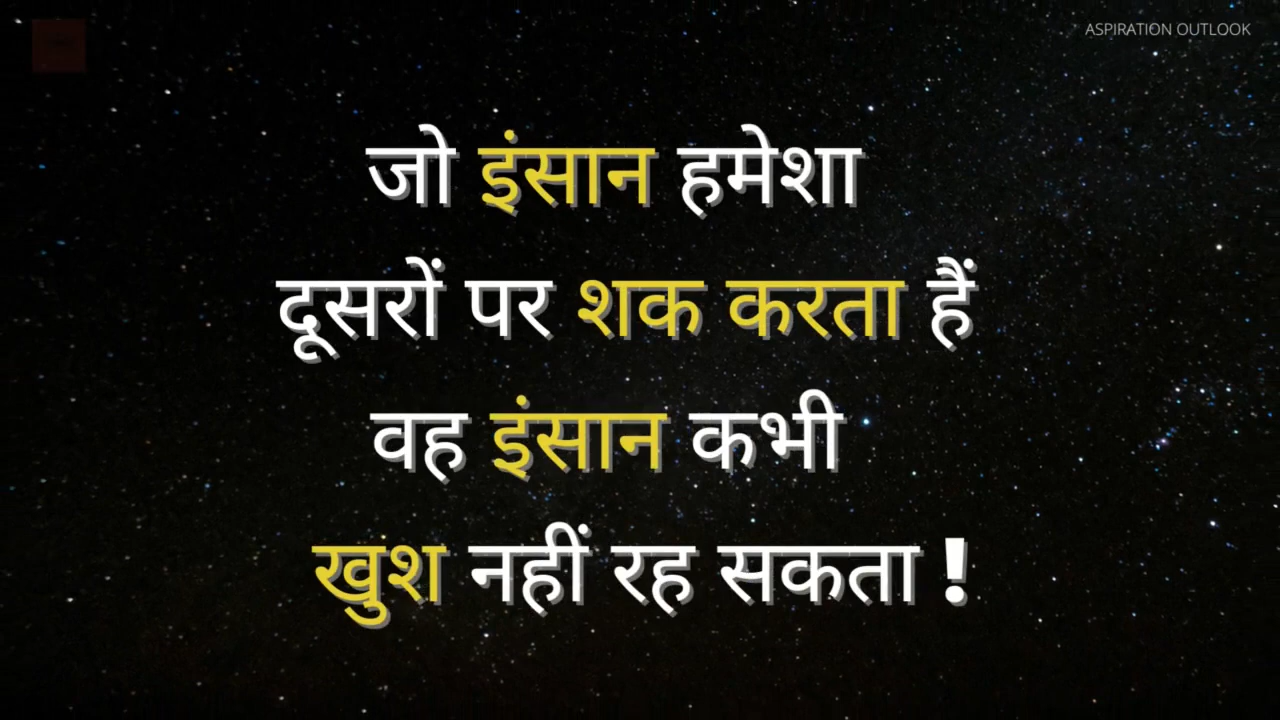 ASPIRATION OUTLOOK
जो इंसान हमेशा
दूसरों पर शक करता हैं
वह इंसान कभी
खुश नहीं रह सकता !